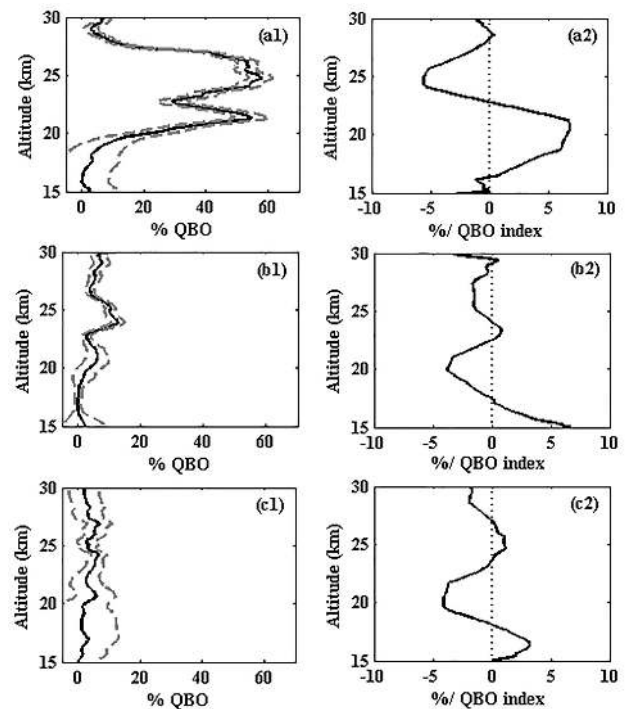 30
25
20
15
Altitude (km)
0 20 40 60
% QBO
(a1)
30
25
20
15
Altitude (km)
-10 -5 0 5 10
%/ QBO index
(a2)
30
25
20
15
Altitude (km)
0 20 40 60
% QBO
(b1)
30
25
20
15
Altitude (km)
-10 -5 0 5 10
%/ QBO index
(b2)
30
25
20
15
Altitude (km)
0 20 40 60
% QBO
(c1)
30
25
20
15
Altitude (km)
-10 -5 0 5 10
%/ QBO index
(c2)